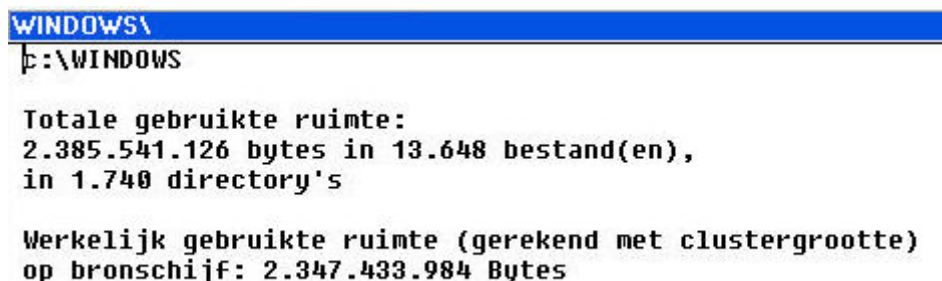 WINDOWS\
c:\WINDOWS
Totale gebruikte ruimte:
2.385.541.126 bytes in 13.648 bestand(en),
in 1.740 directory's
Werkelijk gebruikte ruimte (gerekend met clustergrootte)
op bronschijf: 2.347.433.984 Bytes